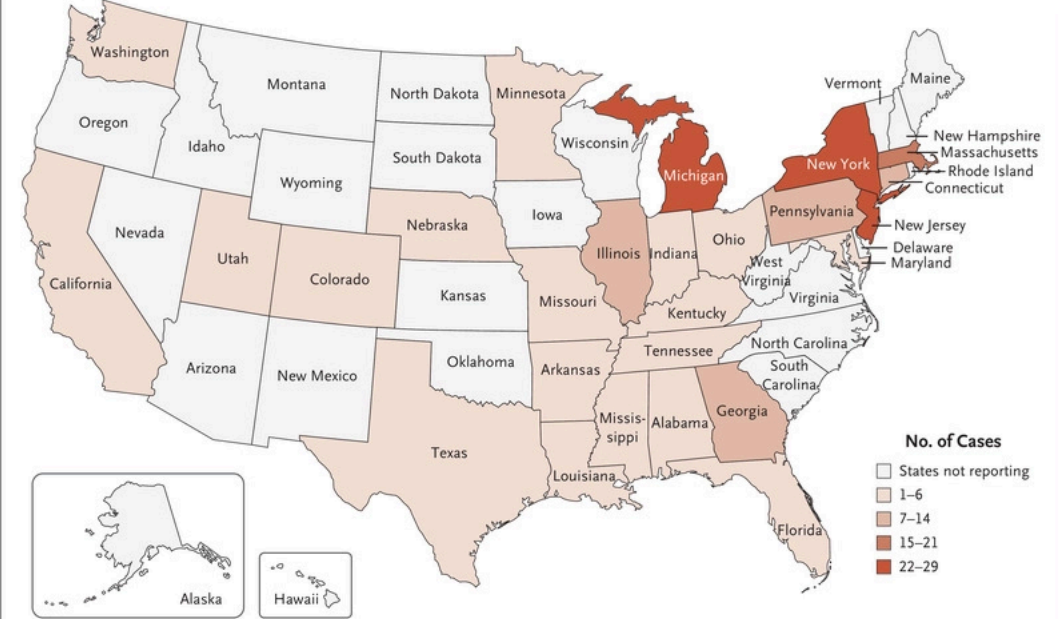 Washington
Montana
North Dakota
Minnesota
Vermont
Maine
Oregon
Idaho
Wisconsin
New Hampshire
Massachusetts
South Dakota
Michigan
New York
Rhode Island
Connecticut
Wyoming
Iowa
Pennsylvania
Nebraska
New Jersey
Nevada
Utah
Colorado
Illinois
Indiana
Ohio
Delaware
Maryland
West
Virginia
California
Kansas
Missouri
Virginia
Kentucky
North Carolina
Tennessee
Arizona
New Mexico
Oklahoma
Arkansas
South
Carolina
Missis-
sippi
Alabama
Georgia
Texas
Louisiana
Florida
Alaska
Hawaii
No. of Cases
States not reporting
1–6
7–14
15–21
22–29